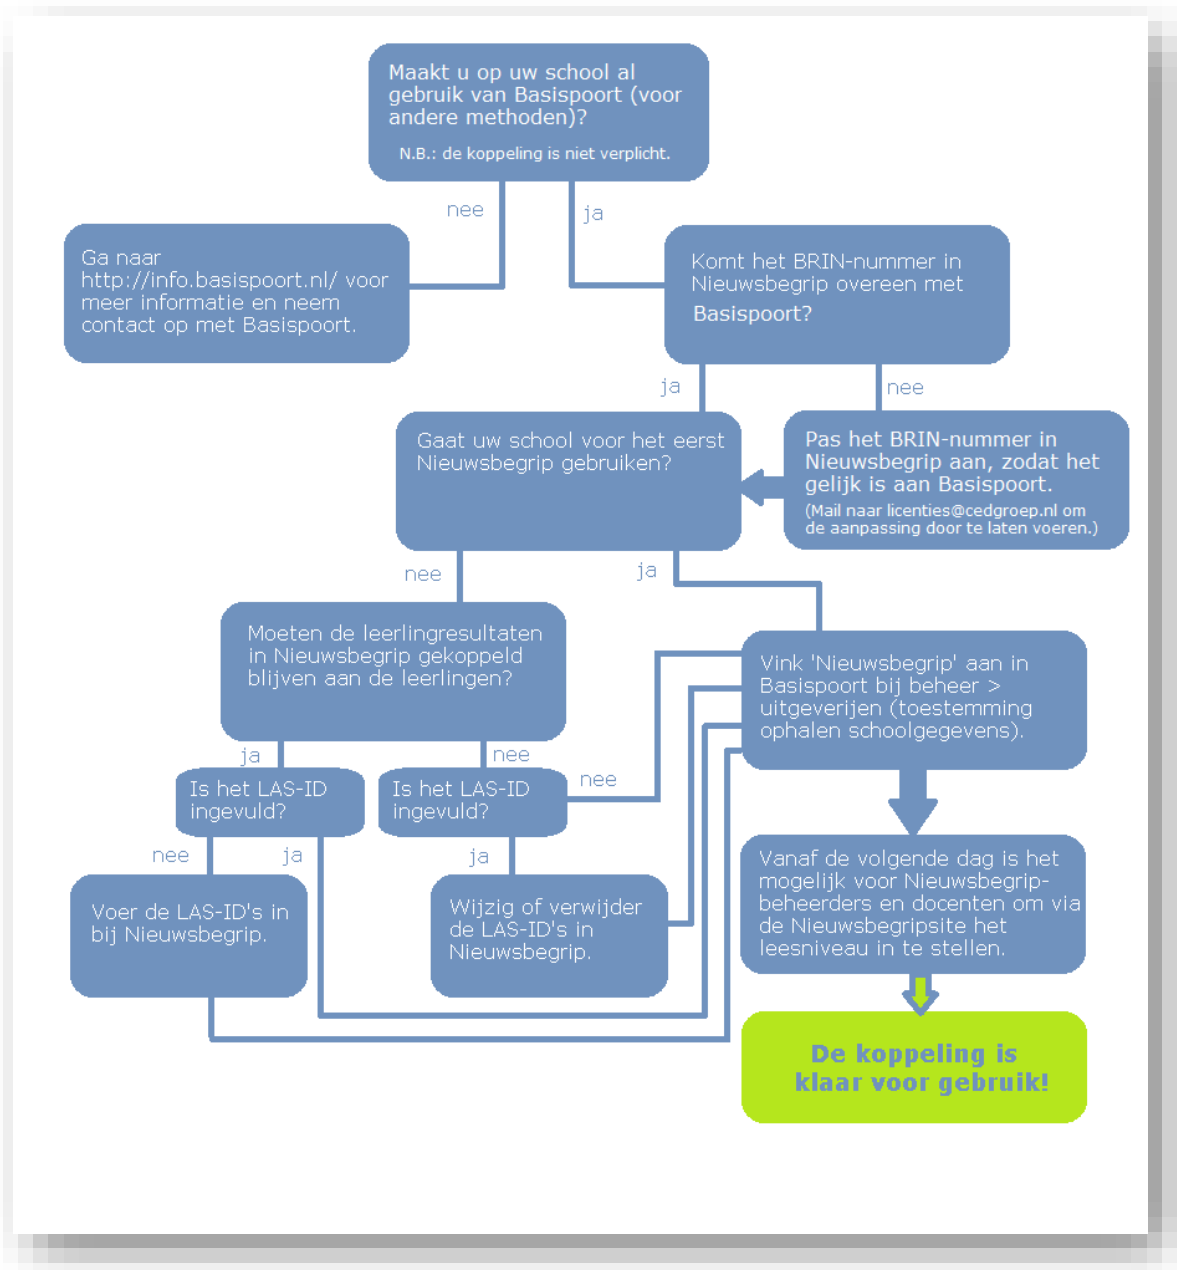 Maakt u op uw school al
gebruik van Basispoort (voor
andere methoden)?
N.B.: de koppeling is niet verplicht.
nee
ja
Ga naar
http://info.basispoort.nl/ voor
meer informatie en neem
contact op met Basispoort.
Komt het BRIN-nummer in
Nieuwsbegrip overeen met
Basispoort?
ja
nee
Gaat uw school voor het eerst
Nieuwsbegrip gebruiken?
Pas het BRIN-nummer in
Nieuwsbegrip aan, zodat het
gelijk is aan Basispoort.
(Mail naar licenties@cedgroep.nl om
de aanpassing door te laten voeren.)
nee
ja
Moeten de leerlingresultaten
in Nieuwsbegrip gekoppeld
blijven aan de leerlingen?
Vink 'Nieuwsbegrip' aan in
Basispoort bij beheer >
uitgeverijen (toestemming
ophalen schoolgegevens).
ja
nee
Is het LAS-ID
ingevuld?
Is het LAS-ID
ingevuld?
nee
nee
ja
ja
Voer de LAS-ID's in
bij Nieuwsbegrip.
Wijzig of verwijder
de LAS-ID's in
Nieuwsbegrip.
Vanaf de volgende dag is het
mogelijk voor Nieuwsbegrip-
beheerders en docenten om via
de Nieuwsbegripsite het
leesniveau in te stellen.
De koppeling is
klaar voor gebruik!